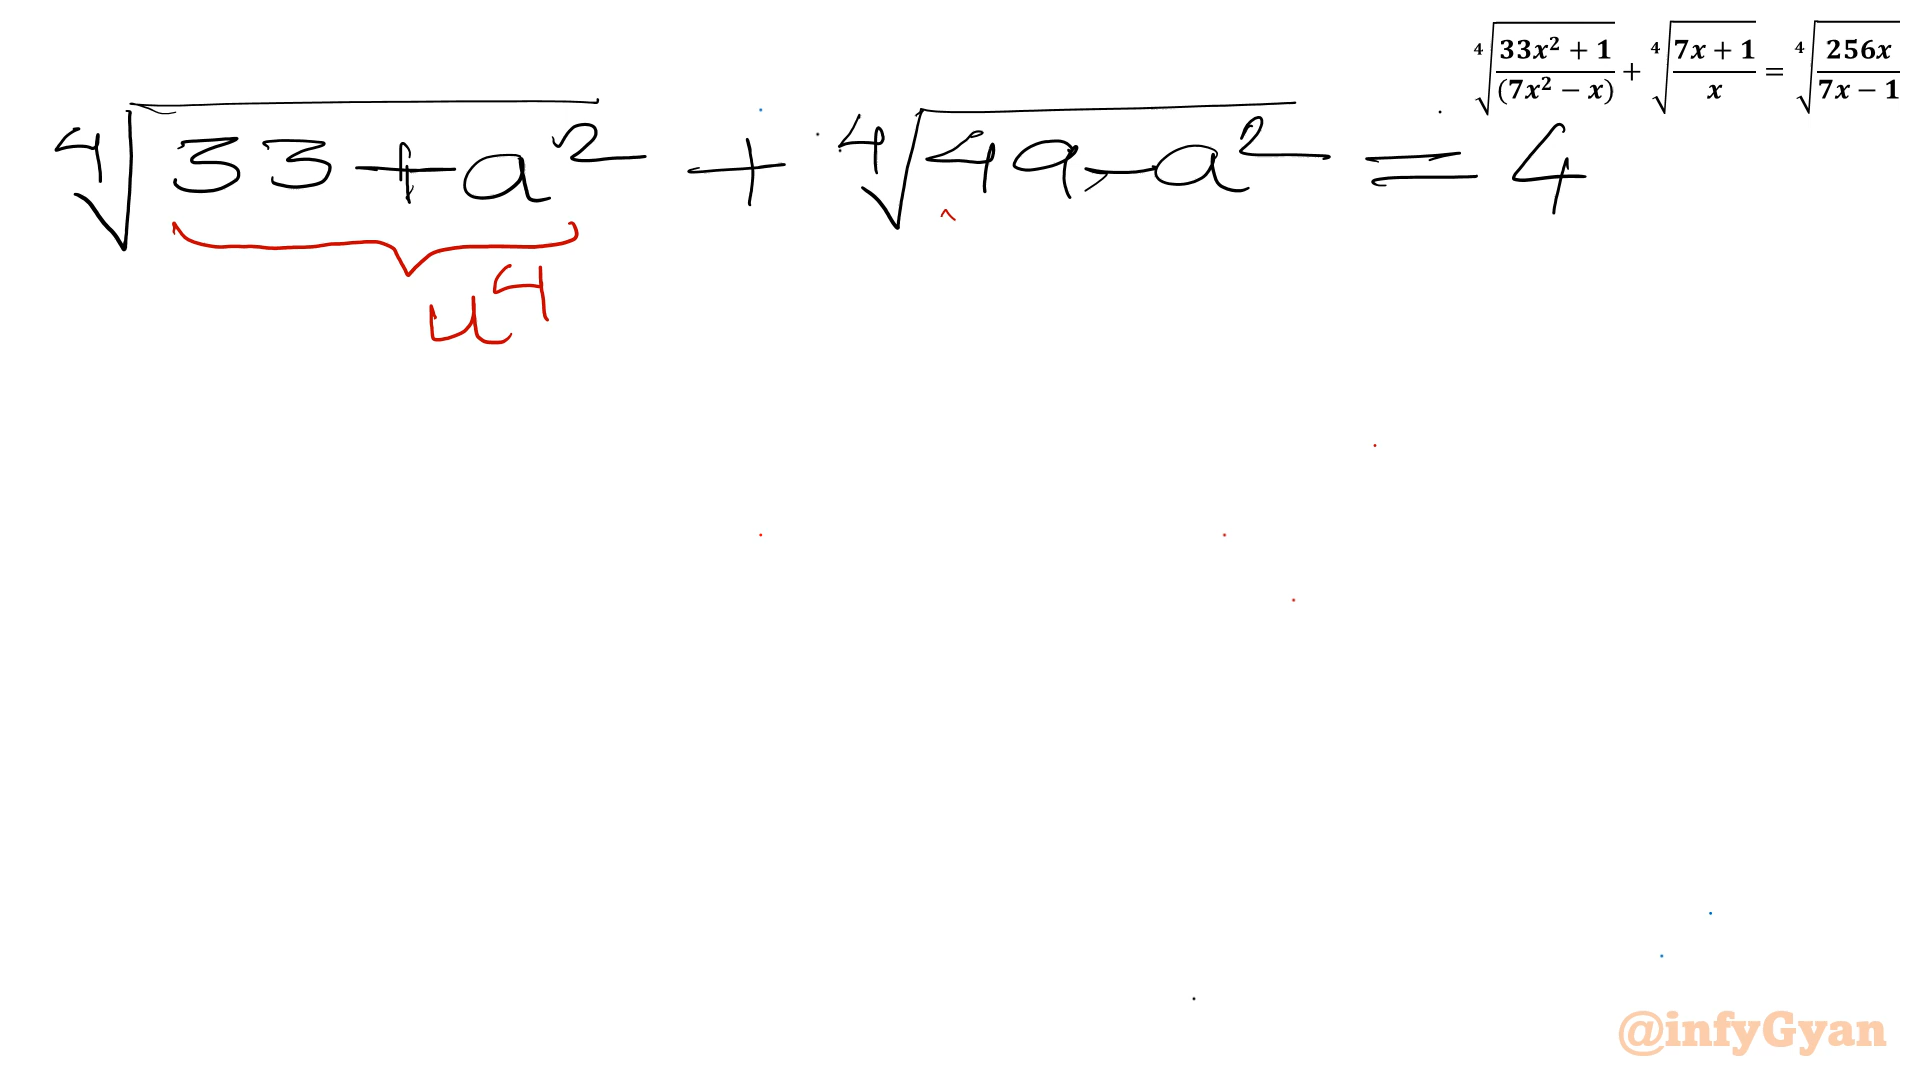 ⁴√((33x² + 1)/(7x² − x)) + ⁴√((7x + 1)/x) = ⁴√(256x/(7x − 1))
⁴√(33 + a²) + ⁴√(49 − a²) = 4
u⁴
@infyGyan